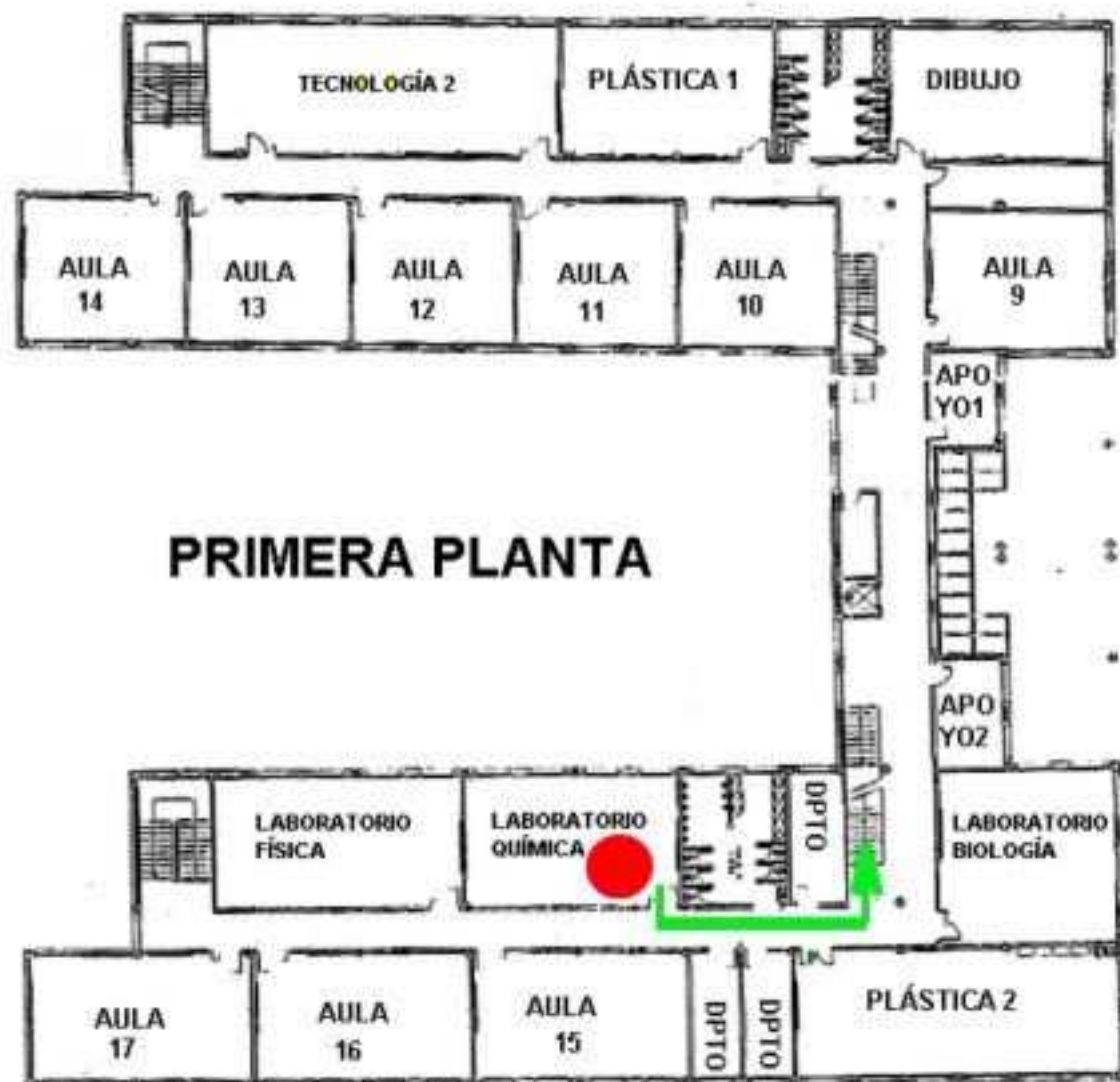 TECNOLOGÍA 2
PLÁSTICA 1
DIBUJO
AULA
14
AULA
13
AULA
12
AULA
11
AULA
10
AULA
9
APO
YO1
PRIMERA PLANTA
APO
YO2
LABORATORIO
FÍSICA
LABORATORIO
QUÍMICA
DPTO
LABORATORIO
BIOLOGÍA
AULA
17
AULA
16
AULA
15
DPTO
DPTO
PLÁSTICA 2